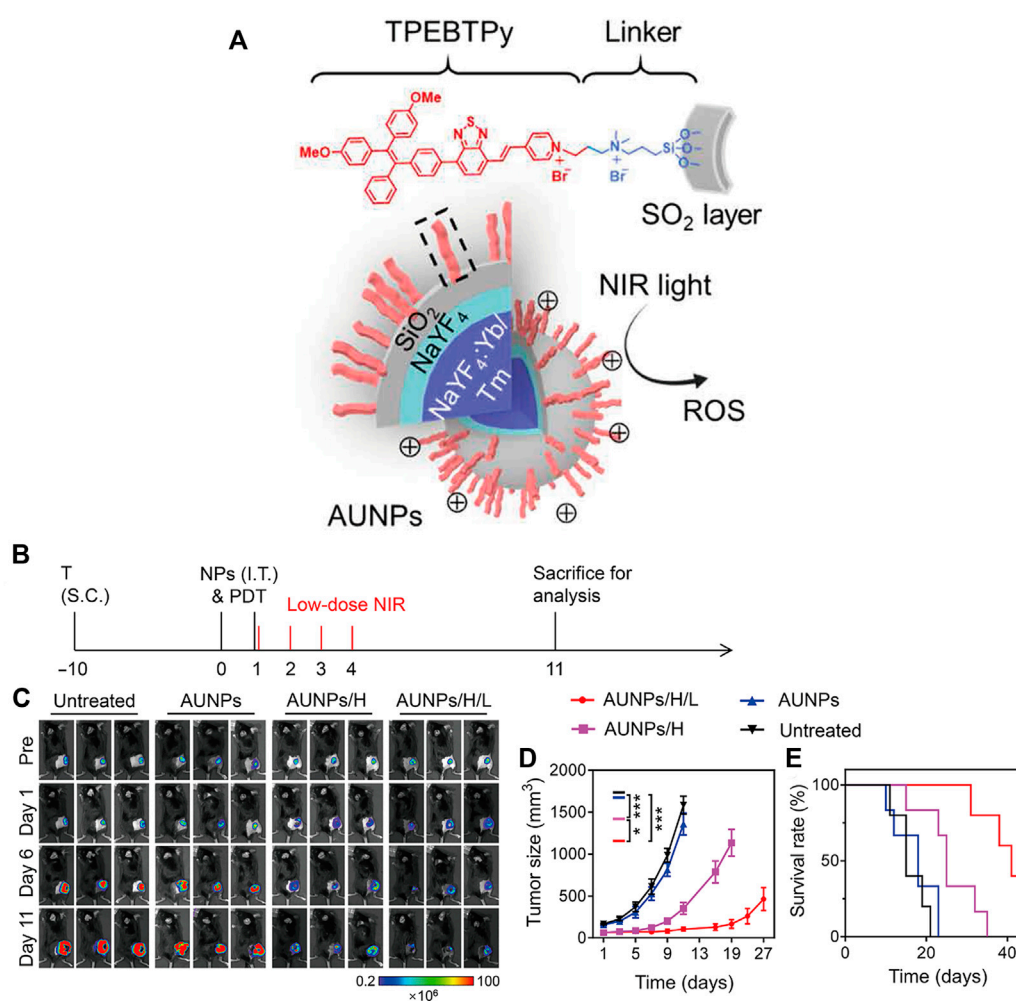 A
TPEBTPy
Linker
OMe
MeO
S
N
N
N
+
Br⁻
N
+
Br⁻
Si
O
O
O
SO₂ layer
SiO₂
NaYF₄
NaYF₄:Yb/
Tm
NIR light
ROS
AUNPs
B
T
(S.C.)
NPs (I.T.)
& PDT
Low-dose NIR
Sacrifice for
analysis
–10
0
1
2
3
4
11
C
Untreated
AUNPs
AUNPs/H
AUNPs/H/L
Pre
Day 1
Day 6
Day 11
0.2
100
×10⁶
AUNPs/H/L
AUNPs
AUNPs/H
Untreated
D
Tumor size (mm³)
2000
1500
1000
500
0
1
5
9
13
19
27
Time (days)
*
***
***
E
Survival rate (%)
100
50
0
0
20
40
Time (days)